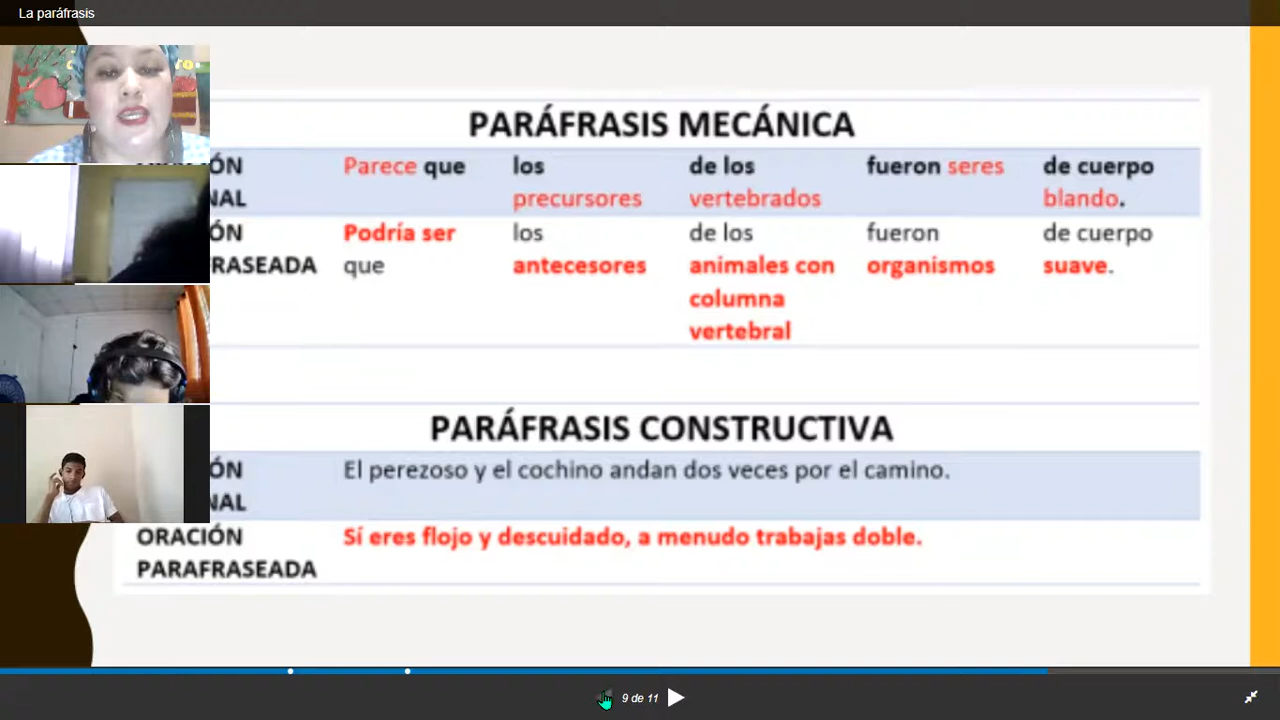 La paráfrasis
PARÁFRASIS MECÁNICA
ÓN Parece que los de los fueron seres de cuerpo
NAL precursores vertebrados blando.
ÓN Podría ser los de los fueron de cuerpo
FRASEADA que antecesores animales con organismos suave.
columna
vertebral
PARÁFRASIS CONSTRUCTIVA
ÓN El perezoso y el cochino andan dos veces por el camino.
NAL
ORACIÓN Sí eres flojo y descuidado, a menudo trabajas doble.
PARAFRASEADA
9 de 11